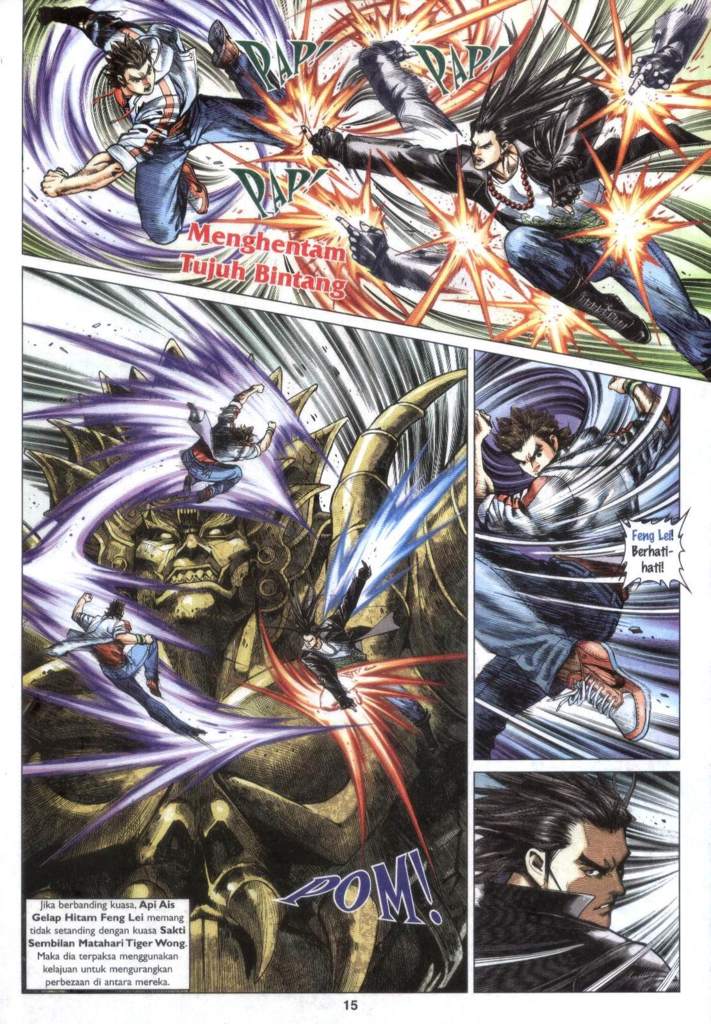 PAP!
PAP!
PAP!
Menghentam
Tujuh Bintang
Feng Lei!
Berhati-
hati!
POM!
Jika berbanding kuasa, Api Ais
Gelap Hitam Feng Lei memang
tidak setanding dengan kuasa Sakti
Sembilan Matahari Tiger Wong.
Maka dia terpaksa menggunakan
kelajuan untuk mengurangkan
perbezaan di antara mereka.
15